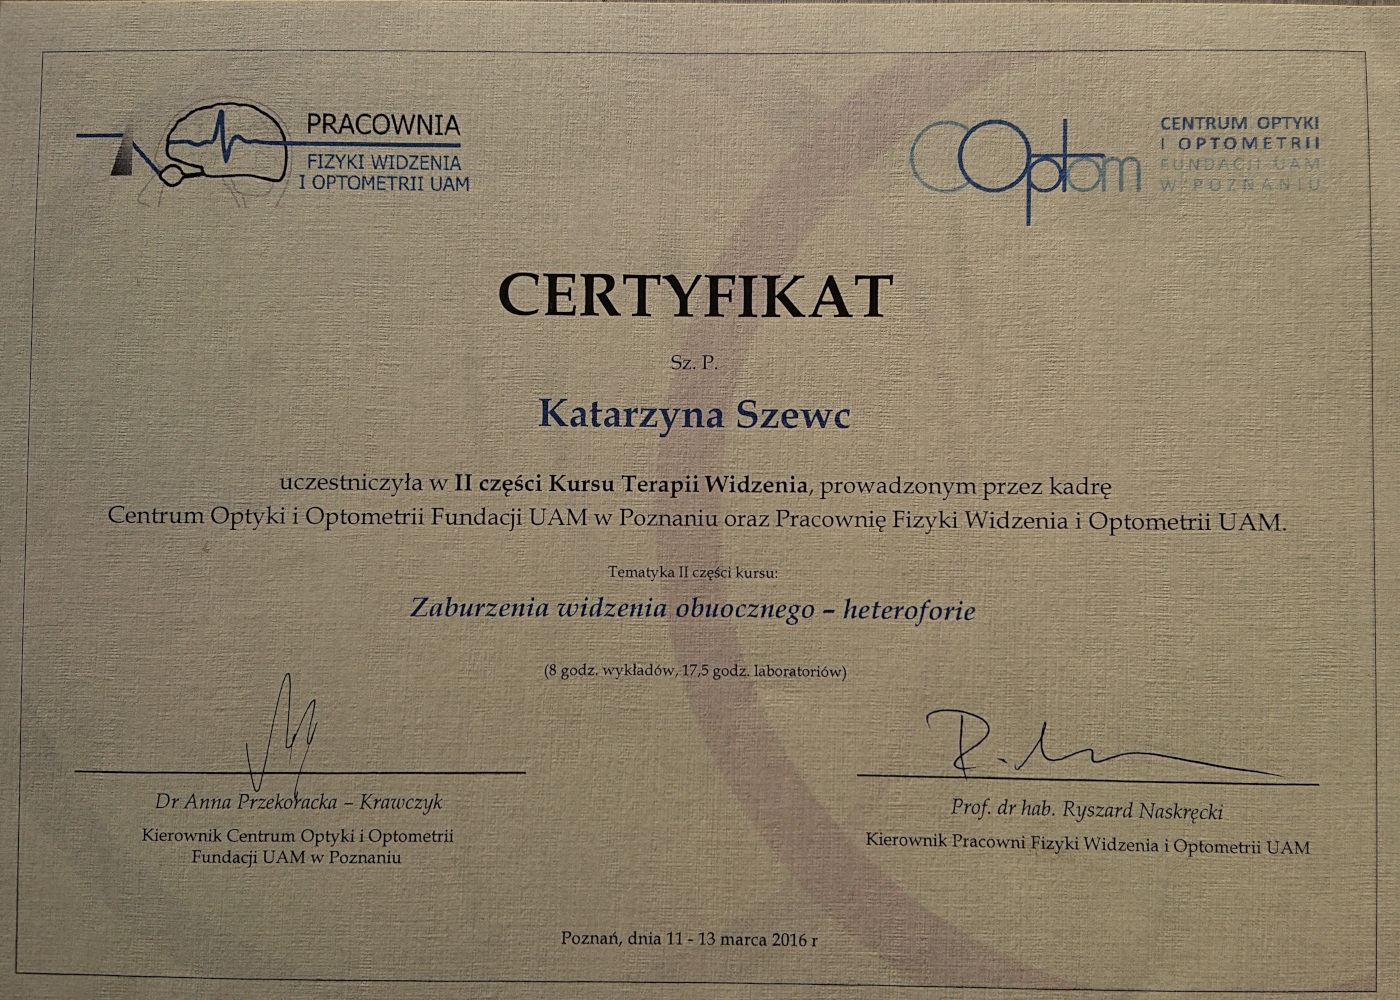 PRACOWNIA
FIZYKI WIDZENIA
I OPTOMETRII UAM
COptom
CENTRUM OPTYKI
I OPTOMETRII
FUNDACJI UAM
W POZNANIU
CERTYFIKAT
Sz. P.
Katarzyna Szewc
uczestniczyła w II części Kursu Terapii Widzenia, prowadzonym przez kadrę
Centrum Optyki i Optometrii Fundacji UAM w Poznaniu oraz Pracownię Fizyki Widzenia i Optometrii UAM.
Tematyka II części kursu:
Zaburzenia widzenia obuocznego – heteroforie
(8 godz. wykładów, 17,5 godz. laboratoriów)
Dr Anna Przekoracka – Krawczyk
Kierownik Centrum Optyki i Optometrii
Fundacji UAM w Poznaniu
Prof. dr hab. Ryszard Naskręcki
Kierownik Pracowni Fizyki Widzenia i Optometrii UAM
Poznań, dnia 11 - 13 marca 2016 r